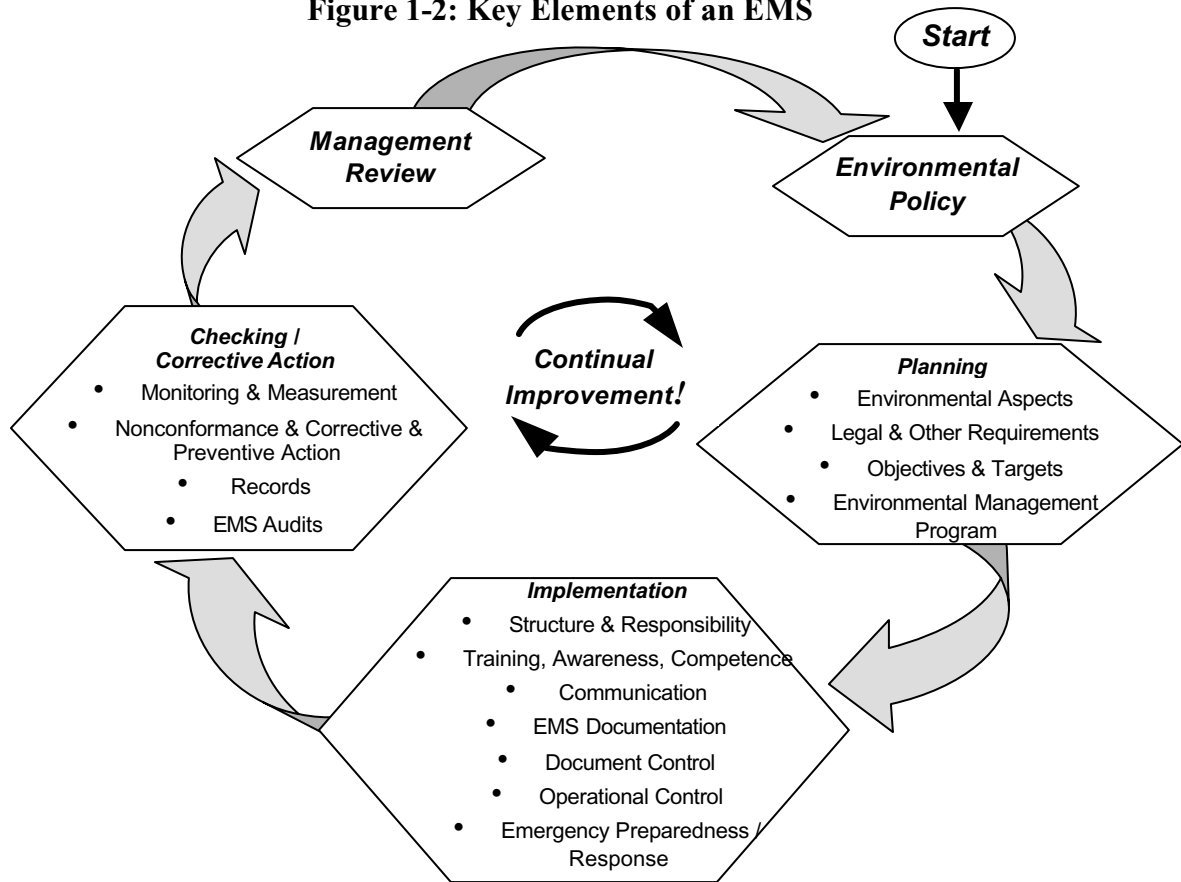 Figure 1-2: Key Elements of an EMS
Start
Management
Review
Environmental
Policy
Checking /
Corrective Action
• Monitoring & Measurement
• Nonconformance & Corrective &
Preventive Action
• Records
• EMS Audits
Continual
Improvement!
Planning
• Environmental Aspects
• Legal & Other Requirements
• Objectives & Targets
• Environmental Management
Program
Implementation
• Structure & Responsibility
• Training, Awareness, Competence
• Communication
• EMS Documentation
• Document Control
• Operational Control
• Emergency Preparedness /
Response